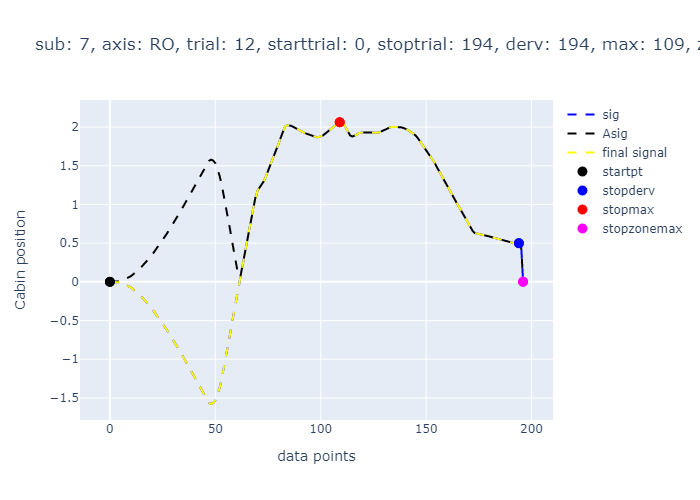 sub: 7, axis: RO, trial: 12, starttrial: 0, stoptrial: 194, derv: 194, max: 109,
sig
Asig
final signal
startpt
stopderv
stopmax
stopzonemax
Cabin position
2
1.5
1
0.5
0
−0.5
−1
−1.5
0
50
100
150
200
data points